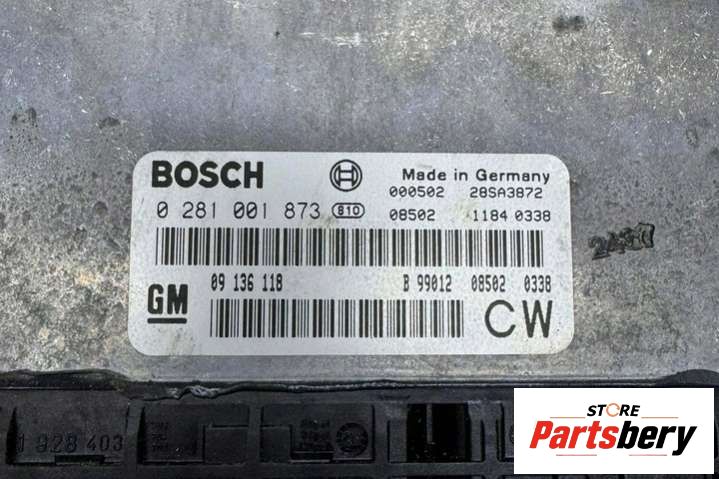 BOSCH Made in Germany
000502 28SA3872
0 281 001 873 610 08502 1184 0338
GM 09 136 118 B 99012 08502 0338
CW
1 928 403
STORE
Partsbery